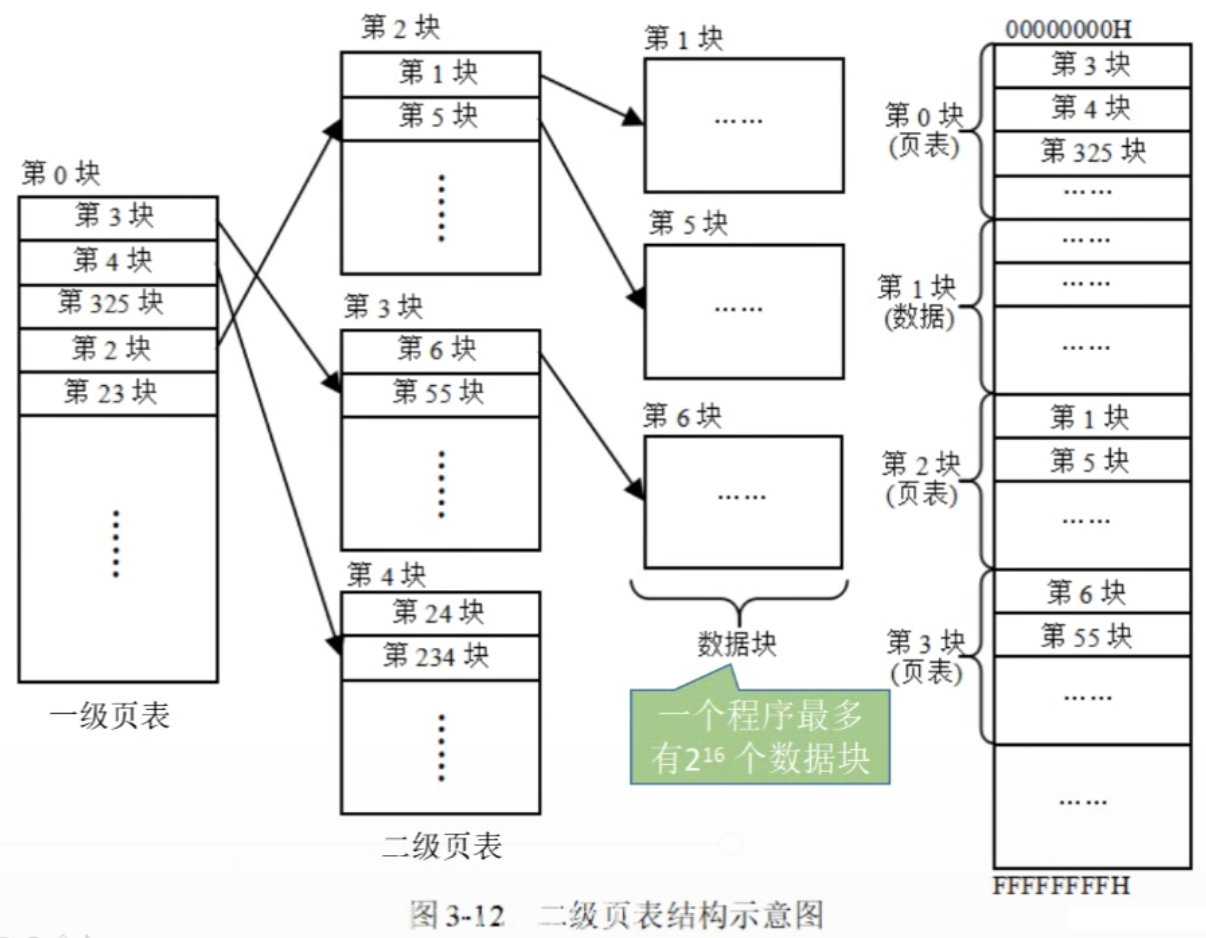 第 0 块
第 3 块
第 4 块
第 325 块
第 2 块
第 23 块
⋮
一级页表
第 2 块
第 1 块
第 5 块
⋮
第 3 块
第 6 块
第 55 块
⋮
第 4 块
第 24 块
第 234 块
⋮
二级页表
第 1 块
……
第 5 块
……
第 6 块
……
数据块
一个程序最多
有2¹⁶ 个数据块
00000000H
第 0 块
(页表)
第 3 块
第 4 块
第 325 块
……
第 1 块
(数据)
……
……
……
第 2 块
(页表)
第 1 块
第 5 块
……
第 3 块
(页表)
第 6 块
第 55 块
……
……
FFFFFFFFH
图 3-12 二级页表结构示意图